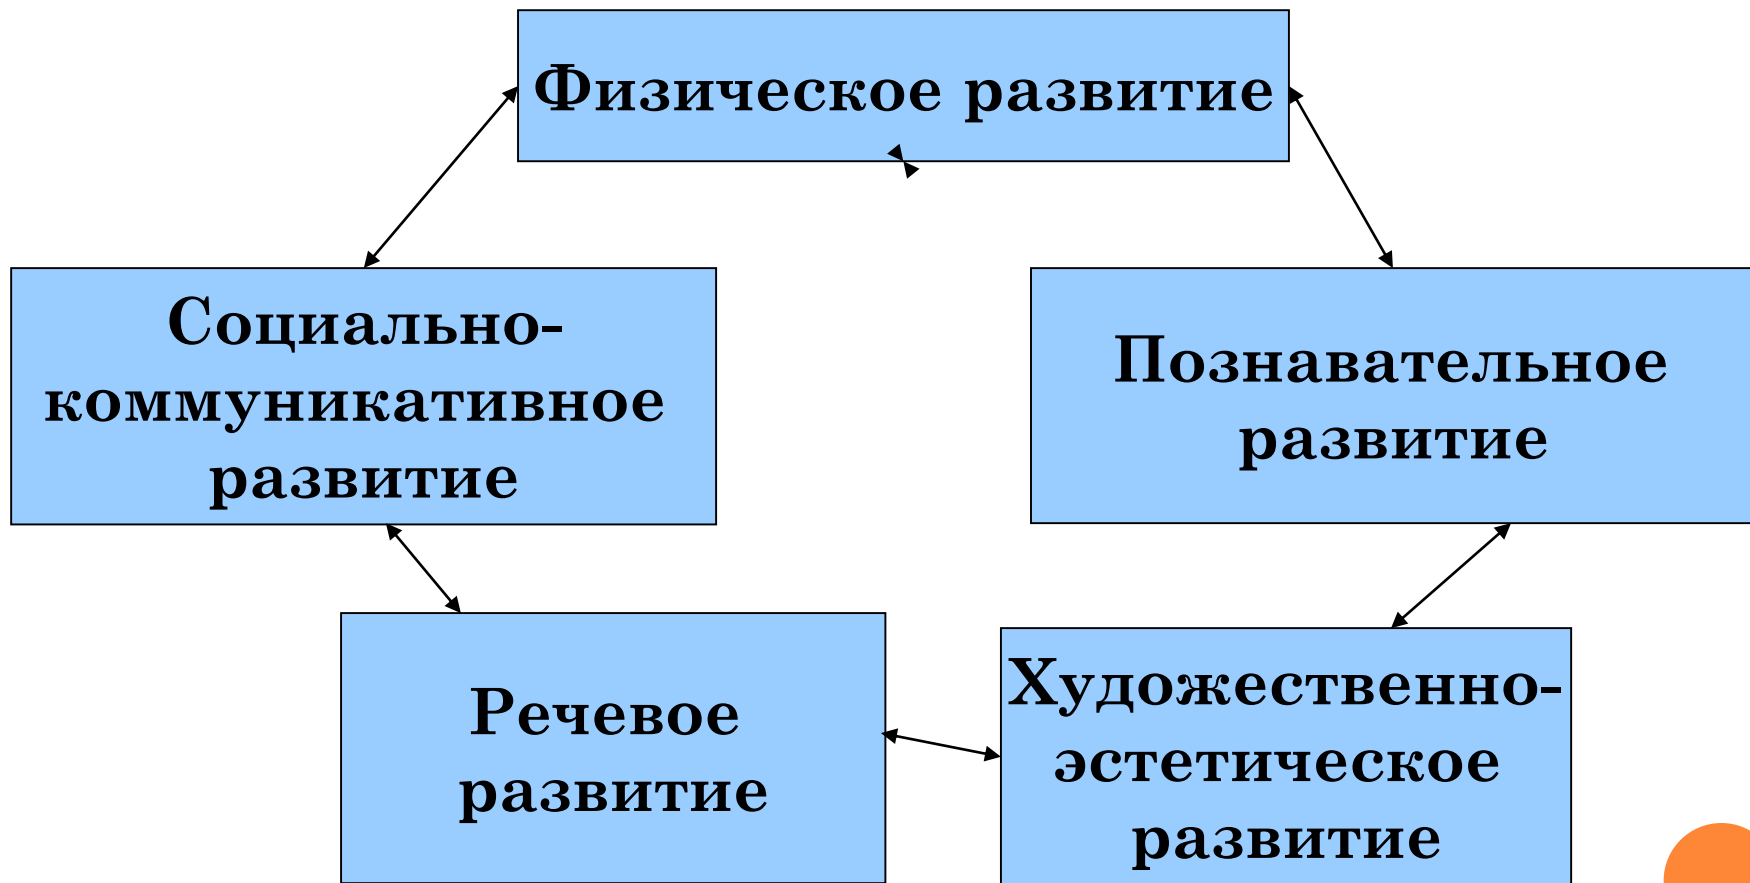 Физическое развитие
Социально-
коммуникативное
развитие
Познавательное
развитие
Речевое
развитие
Художественно-
эстетическое
развитие